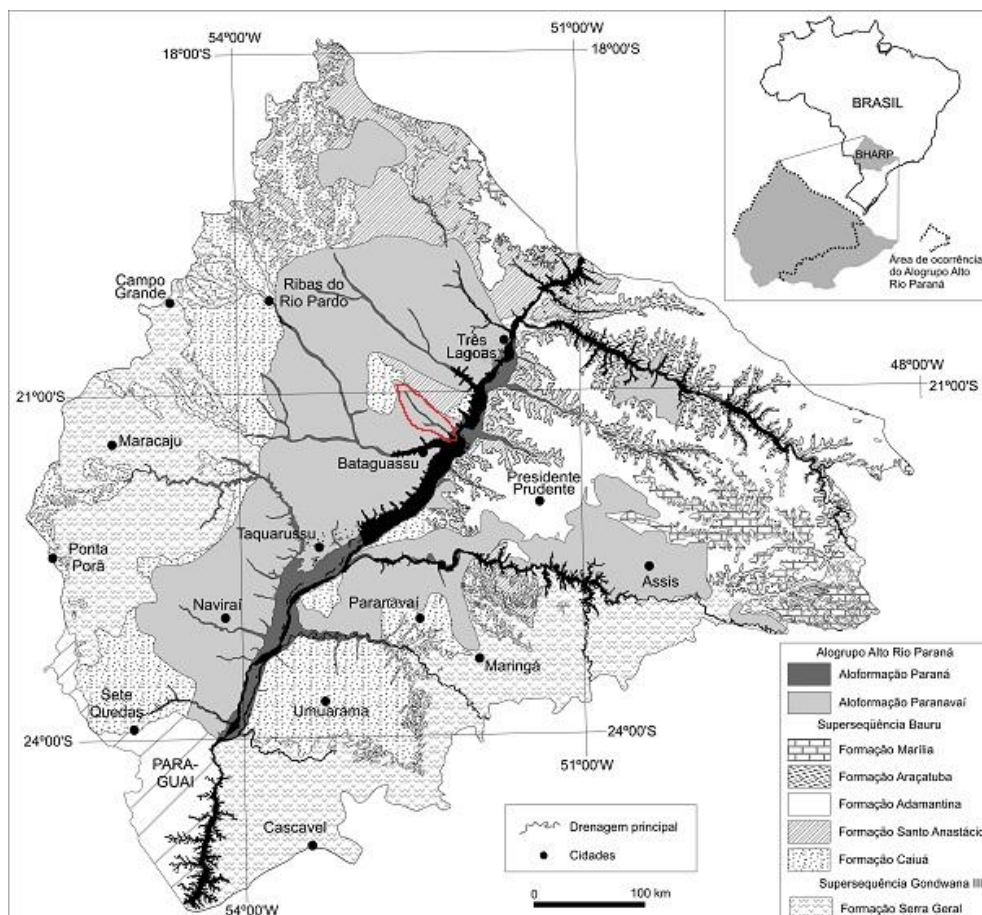 54°00'W
51°00'W
18°00'S
18°00'S
BRASIL
BHARP
Área de ocorrência
do Alogrupo Alto
Rio Paraná
Campo
Grande
Ribas do
Rio Pardo
Três
Lagoas
48°00'W
21°00'S
21°00'S
Maracaju
Bataguassu
Presidente
Prudente
Taquarussu
Ponta
Porã
Assis
Naviraí
Paranavaí
Maringá
Sete
Quedas
Umuarama
24°00'S
24°00'S
51°00'W
PARA-
GUAI
Cascavel
54°00'W
Drenagem principal
Cidades
0
100 km
Alogrupo Alto Rio Paraná
Aloformação Paraná
Aloformação Paranavaí
Superseqüência Bauru
Formação Marília
Formação Araçatuba
Formação Adamantina
Formação Santo Anastácio
Formação Caiuá
Supersequência Gondwana III
Formação Serra Geral